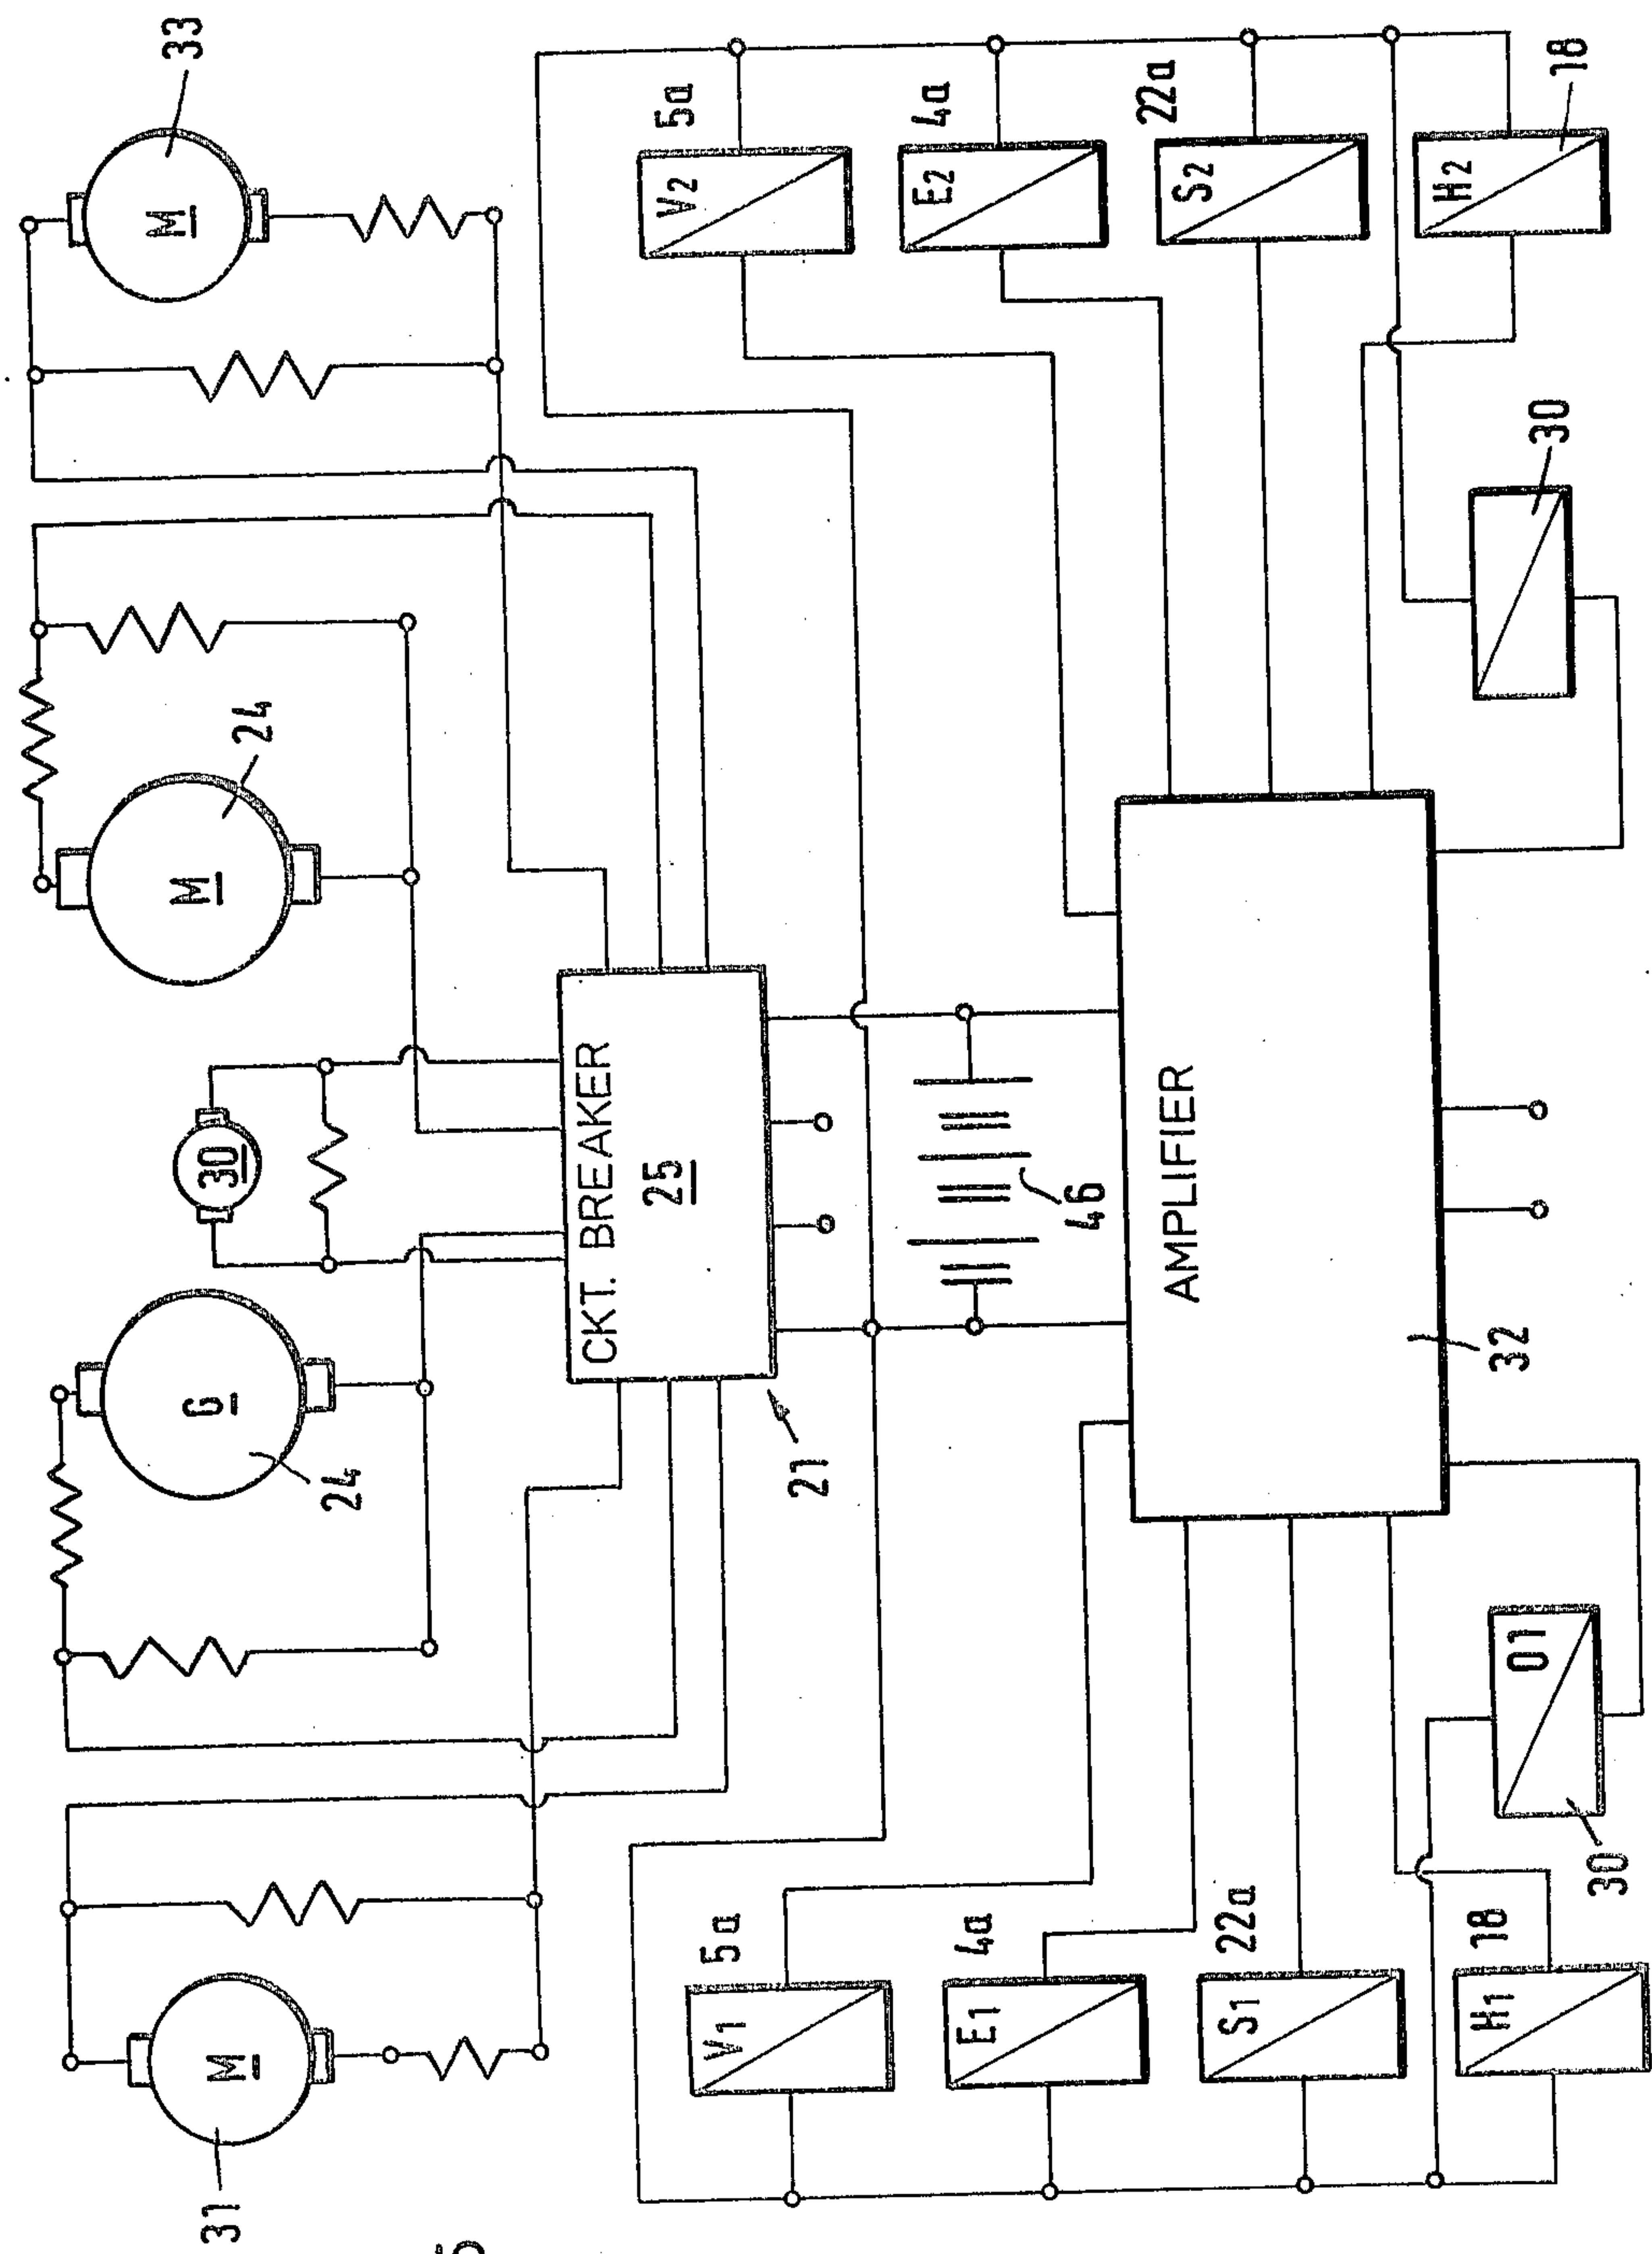 31
M
G
24
30
M
24
M
33
CKT. BREAKER
25
21
V1
5a
V2
5a
E1
4a
46
E2
4a
AMPLIFIER
32
S1
22a
S2
22a
H1
18
01
30
30
H2
18